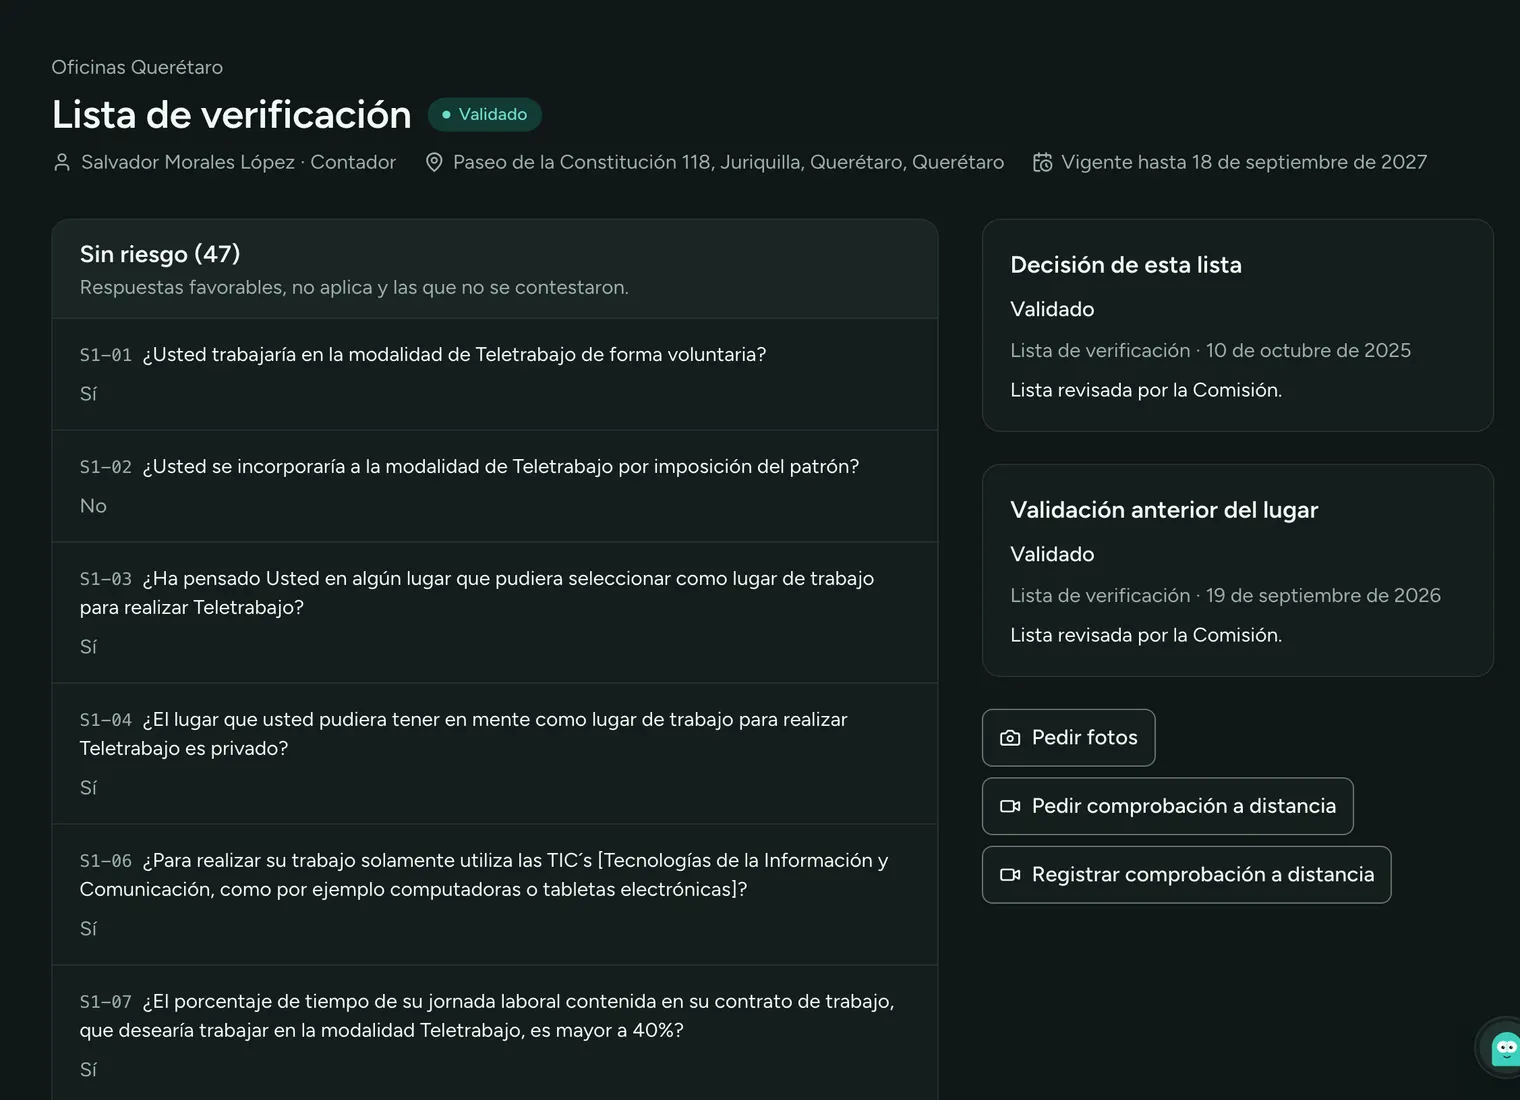 Oficinas Querétaro
Lista de verificación
Validado
Salvador Morales López · Contador
Paseo de la Constitución 118, Juriquilla, Querétaro, Querétaro
Vigente hasta 18 de septiembre de 2027
Sin riesgo (47)
Respuestas favorables, no aplica y las que no se contestaron.
S1–01 ¿Usted trabajaría en la modalidad de Teletrabajo de forma voluntaria?
Sí
S1–02 ¿Usted se incorporaría a la modalidad de Teletrabajo por imposición del patrón?
No
S1–03 ¿Ha pensado Usted en algún lugar que pudiera seleccionar como lugar de trabajo
para realizar Teletrabajo?
Sí
S1–04 ¿El lugar que usted pudiera tener en mente como lugar de trabajo para realizar
Teletrabajo es privado?
Sí
S1–06 ¿Para realizar su trabajo solamente utiliza las TIC´s [Tecnologías de la Información y
Comunicación, como por ejemplo computadoras o tabletas electrónicas]?
Sí
S1–07 ¿El porcentaje de tiempo de su jornada laboral contenida en su contrato de trabajo,
que desearía trabajar en la modalidad Teletrabajo, es mayor a 40%?
Sí
Decisión de esta lista
Validado
Lista de verificación · 10 de octubre de 2025
Lista revisada por la Comisión.
Validación anterior del lugar
Validado
Lista de verificación · 19 de septiembre de 2026
Lista revisada por la Comisión.
Pedir fotos
Pedir comprobación a distancia
Registrar comprobación a distancia